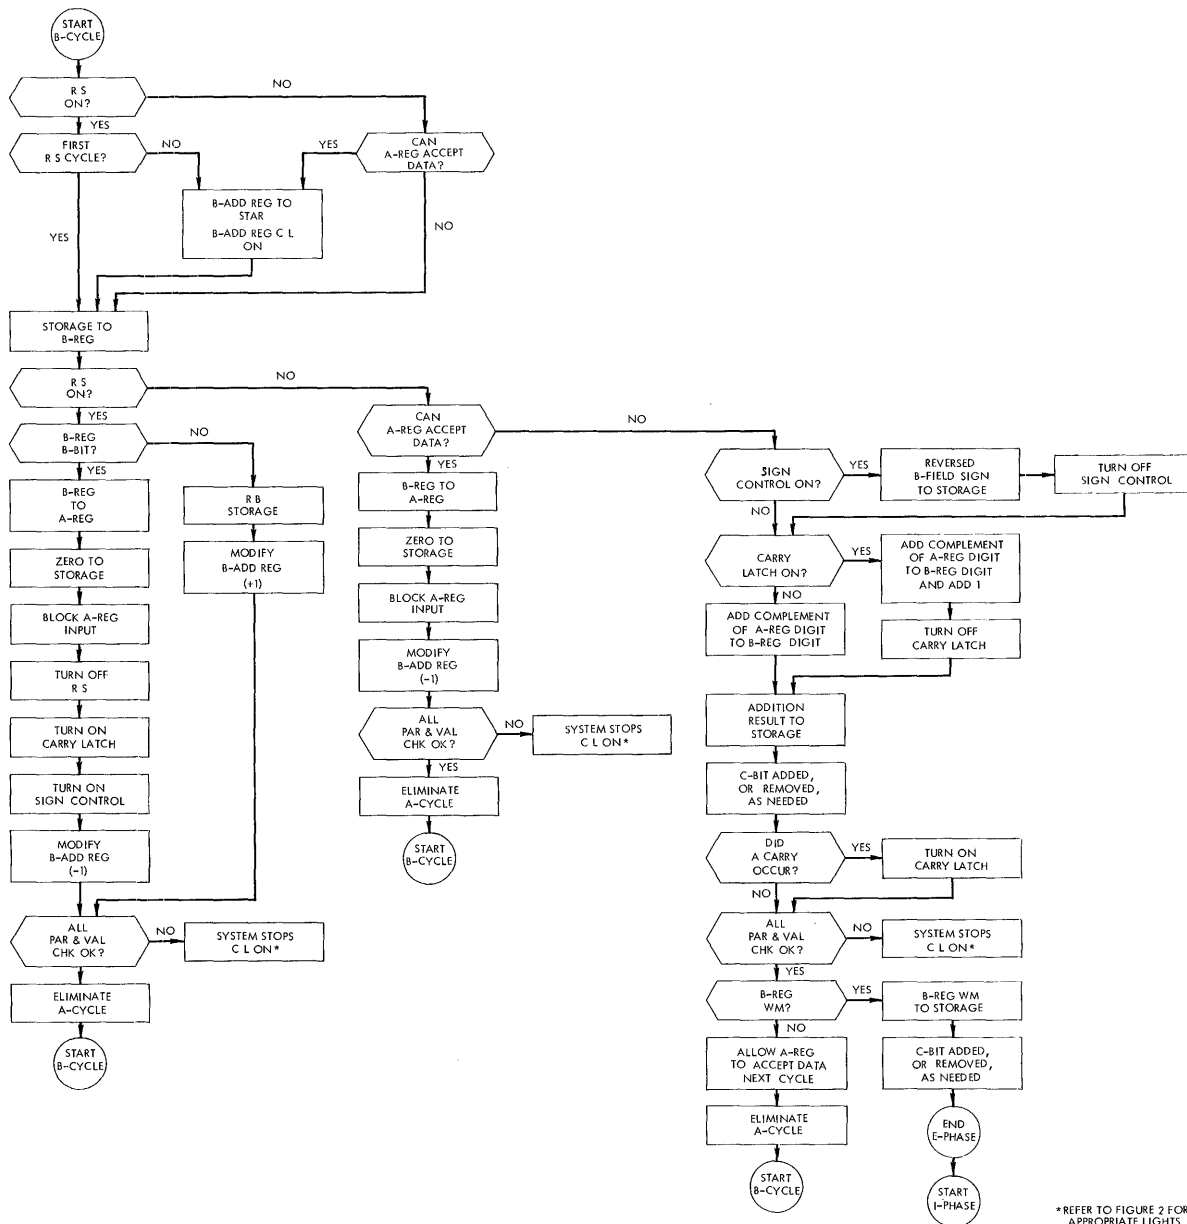 START
B-CYCLE
R S
ON?
NO
YES
FIRST
R S CYCLE?
NO
YES
CAN
A-REG ACCEPT
DATA?
B-ADD REG TO
STAR
B-ADD REG C L
ON
YES
NO
STORAGE TO
B-REG
R S
ON?
NO
YES
B-REG
B-BIT?
NO
YES
B-REG
TO
A-REG
ZERO TO
STORAGE
BLOCK A-REG
INPUT
TURN OFF
R S
TURN ON
CARRY LATCH
TURN ON
SIGN CONTROL
MODIFY
B-ADD REG
(-1)
R B
STORAGE
MODIFY
B-ADD REG
(+1)
ALL
PAR & VAL
CHK OK?
NO
SYSTEM STOPS
C L ON*
YES
ELIMINATE
A-CYCLE
START
B-CYCLE
CAN
A-REG ACCEPT
DATA?
NO
YES
B-REG TO
A-REG
ZERO TO
STORAGE
BLOCK A-REG
INPUT
MODIFY
B-ADD REG
(-1)
ALL
PAR & VAL
CHK OK?
NO
SYSTEM STOPS
C L ON*
YES
ELIMINATE
A-CYCLE
START
B-CYCLE
SIGN
CONTROL ON?
YES
REVERSED
B-FIELD SIGN
TO STORAGE
TURN OFF
SIGN CONTROL
NO
CARRY
LATCH ON?
YES
ADD COMPLEMENT
OF A-REG DIGIT
TO B-REG DIGIT
AND ADD 1
NO
ADD COMPLEMENT
OF A-REG DIGIT
TO B-REG DIGIT
TURN OFF
CARRY LATCH
ADDITION
RESULT TO
STORAGE
C-BIT ADDED,
OR REMOVED,
AS NEEDED
DID
A CARRY
OCCUR?
YES
TURN ON
CARRY LATCH
NO
ALL
PAR & VAL
CHK OK?
NO
SYSTEM STOPS
C L ON*
YES
B-REG
WM?
YES
B-REG WM
TO STORAGE
NO
ALLOW A-REG
TO ACCEPT DATA
NEXT CYCLE
C-BIT ADDED,
OR REMOVED,
AS NEEDED
ELIMINATE
A-CYCLE
END
E-PHASE
START
B-CYCLE
START
I-PHASE
*REFER TO FIGURE 2 FOR
APPROPRIATE LIGHTS